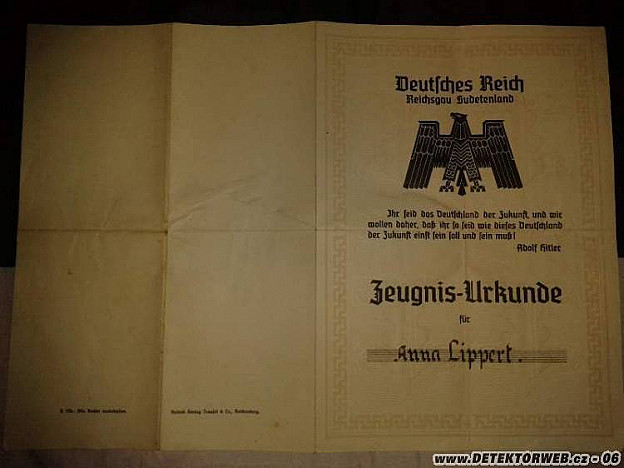 Deutsches Reich
Reichsgau Sudetenland
Ihr seid das Deutschland der Zukunft, und wir
wollen daher, daß ihr so seid wie dieses Deutschland
der Zukunft einst sein soll und sein muß!
Adolf Hitler
Zeugnis-Urkunde
für
Anna Lippert.
& Co.,
www.DETEKTORWEB.cz - 06